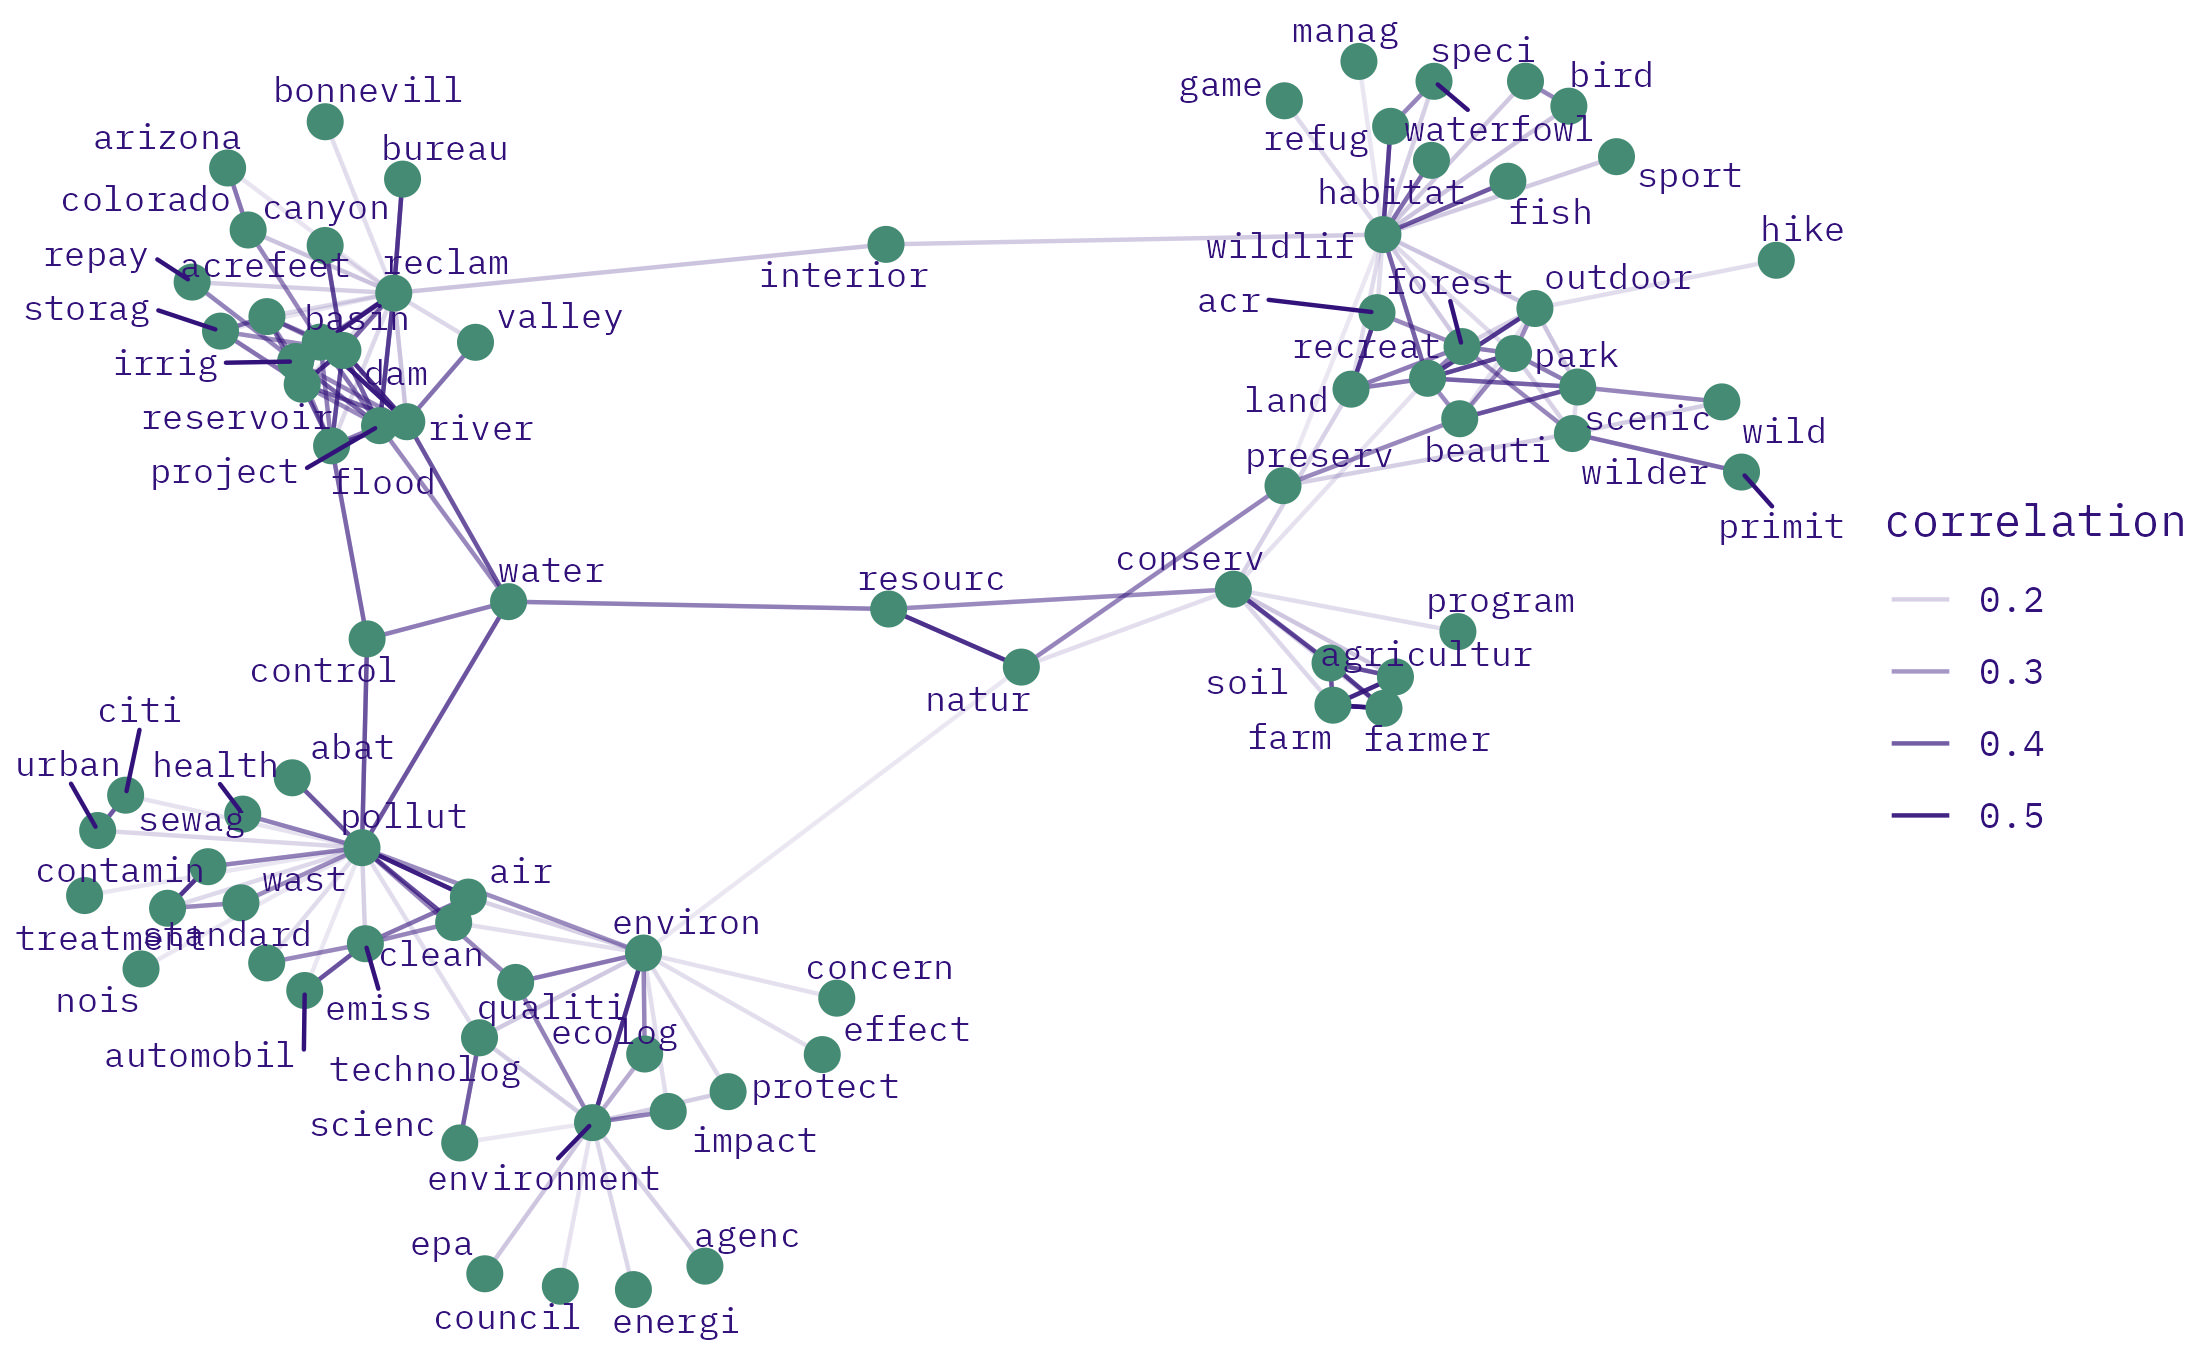 manag
speci
bird
game
bonnevill
refug
waterfowl
arizona
bureau
sport
habitat
colorado
canyon
fish
hike
repay
acrefeet
reclam
interior
wildlif
forest
outdoor
storag
basin
valley
acr
irrig
dam
recreat
park
land
reservoir
river
scenic
wild
project
flood
preserv
beauti
wilder
primit
correlation
water
resourc
conserv
0.2
program
control
natur
soil
agricultur
0.3
citi
abat
farm
farmer
0.4
urban
health
sewag
pollut
0.5
contamin
wast
air
treatment
standard
clean
environ
nois
emiss
qualiti
ecolog
concern
effect
automobil
technolog
protect
scienc
impact
environment
epa
agenc
council
energi